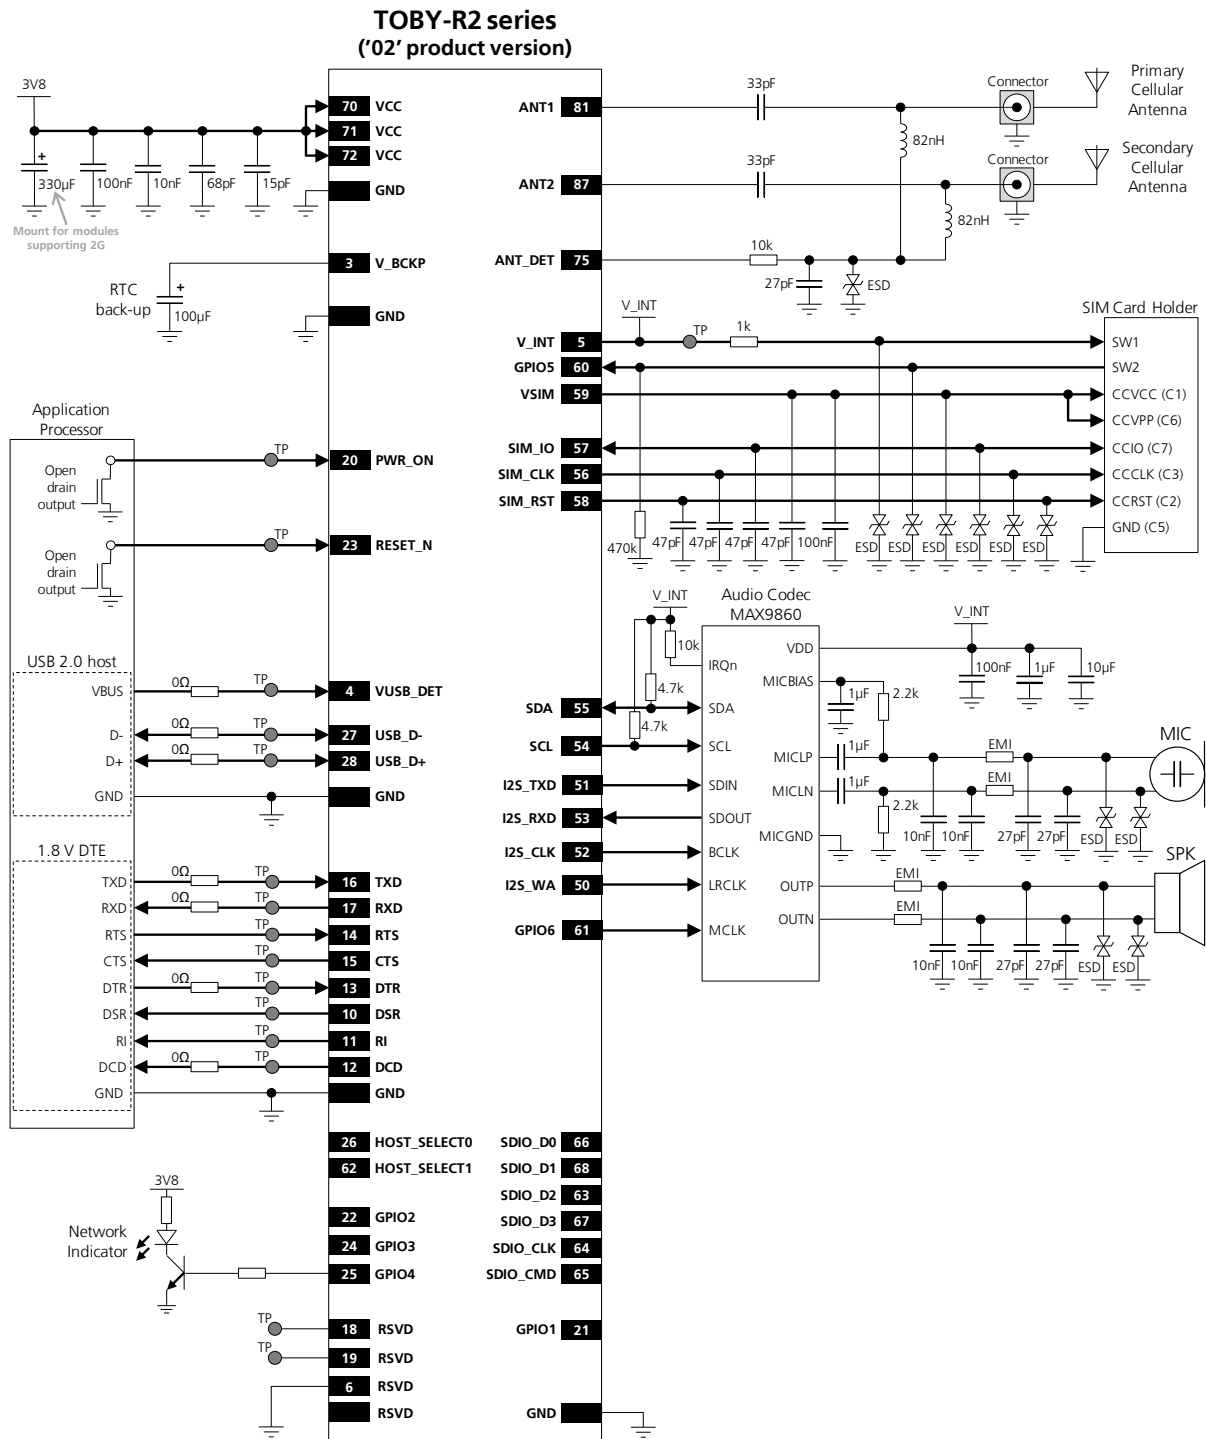 TOBY-R2 series
('02' product version)
3V8
70 VCC
71 VCC
72 VCC
GND
330µF
100nF
10nF
68pF
15pF
Mount for modules
supporting 2G
3 V_BCKP
RTC
back-up
100µF
GND
Application
Processor
Open
drain
output
TP
20 PWR_ON
Open
drain
output
TP
23 RESET_N
USB 2.0 host
VBUS
0Ω
TP
4 VUSB_DET
D-
0Ω
TP
27 USB_D-
D+
0Ω
TP
28 USB_D+
GND
GND
1.8 V DTE
TXD
0Ω
TP
16 TXD
RXD
0Ω
TP
17 RXD
RTS
TP
14 RTS
CTS
TP
15 CTS
DTR
0Ω
TP
13 DTR
DSR
TP
10 DSR
RI
TP
11 RI
DCD
0Ω
TP
12 DCD
GND
GND
26 HOST_SELECT0
62 HOST_SELECT1
3V8
Network
Indicator
22 GPIO2
24 GPIO3
25 GPIO4
TP
18 RSVD
TP
19 RSVD
6 RSVD
RSVD
ANT1 81
33pF
Connector
Primary
Cellular
Antenna
82nH
ANT2 87
33pF
Connector
Secondary
Cellular
Antenna
82nH
ANT_DET 75
10k
27pF
ESD
V_INT
TP
1k
SIM Card Holder
V_INT 5
SW1
GPIO5 60
SW2
VSIM 59
CCVCC (C1)
CCVPP (C6)
SIM_IO 57
CCIO (C7)
SIM_CLK 56
CCCLK (C3)
SIM_RST 58
CCRST (C2)
GND (C5)
470k
47pF
47pF
47pF
47pF
100nF
ESD
ESD
ESD
ESD
ESD
ESD
V_INT
Audio Codec
MAX9860
10k
IRQn
4.7k
SDA 55
SDA
4.7k
SCL 54
SCL
I2S_TXD 51
SDIN
I2S_RXD 53
SDOUT
I2S_CLK 52
BCLK
I2S_WA 50
LRCLK
GPIO6 61
MCLK
V_INT
VDD
100nF
1µF
10µF
MICBIAS
1µF
2.2k
MICLP
1µF
EMI
MIC
MICLN
1µF
EMI
2.2k
MICGND
10nF
10nF
27pF
27pF
ESD
ESD
SPK
OUTP
EMI
OUTN
EMI
10nF
10nF
27pF
27pF
ESD
ESD
SDIO_D0 66
SDIO_D1 68
SDIO_D2 63
SDIO_D3 67
SDIO_CLK 64
SDIO_CMD 65
GPIO1 21
GND